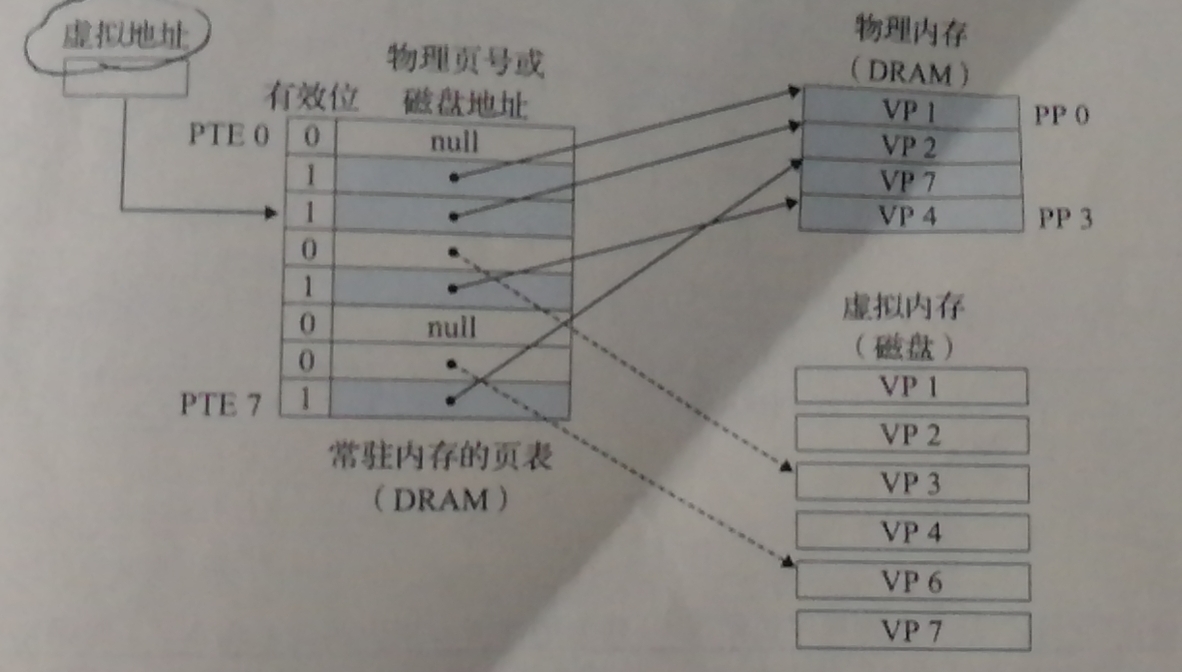 虚拟地址
物理页号或
磁盘地址
有效位
PTE 0
0
null
1
1
0
1
0
null
0
PTE 7
1
常驻内存的页表
（DRAM）
物理内存
（DRAM）
VP 1
PP 0
VP 2
VP 7
VP 4
PP 3
虚拟内存
（磁盘）
VP 1
VP 2
VP 3
VP 4
VP 6
VP 7